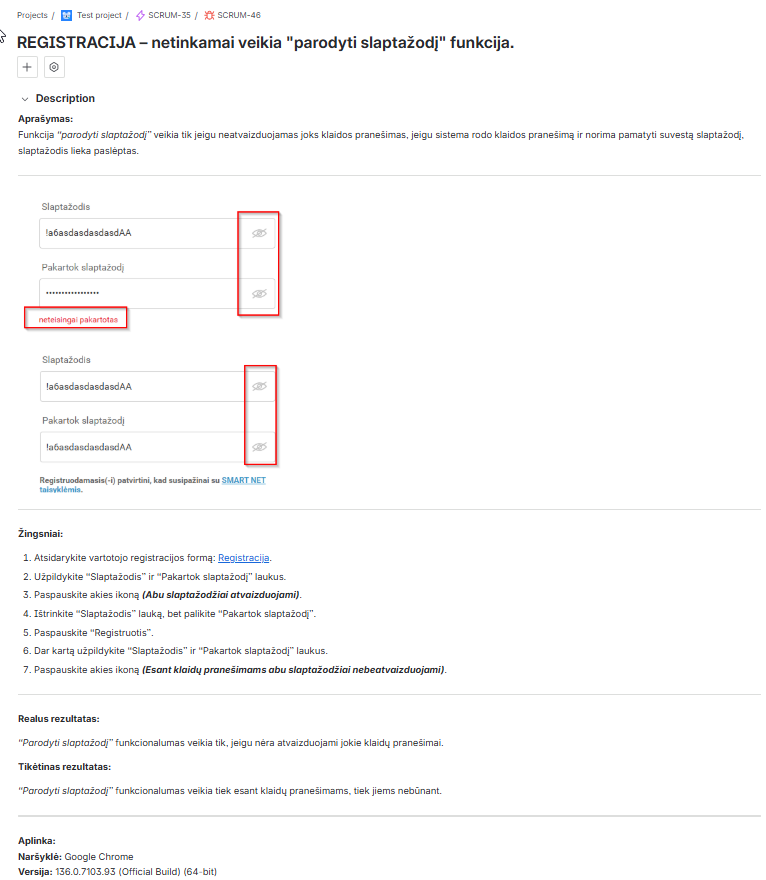 Projects / Test project / SCRUM-35 / SCRUM-46
REGISTRACIJA – netinkamai veikia "parodyti slaptažodį" funkcija.
Description
Aprašymas:
Funkcija “parodyti slaptažodį” veikia tik jeigu neatvaizduojamas joks klaidos pranešimas, jeigu sistema rodo klaidos pranešimą ir norima pamatyti suvestą slaptažodį,
slaptažodis lieka paslėptas.
Slaptažodis
!a6asdasdasdasdAA
Pakartok slaptažodį
•••••••••••••••••
neteisingai pakartotas
Slaptažodis
!a6asdasdasdasdAA
Pakartok slaptažodį
!a6asdasdasdasdAA
Registruodamasis(-i) patvirtini, kad susipažinai su SMART NET
taisyklėmis.
Žingsniai:
1. Atsidarykite vartotojo registracijos formą: Registracija.
2. Užpildykite “Slaptažodis” ir “Pakartok slaptažodį” laukus.
3. Paspauskite akies ikoną (Abu slaptažodžiai atvaizduojami).
4. Ištrinkite “Slaptažodis” lauką, bet palikite “Pakartok slaptažodį”.
5. Paspauskite “Registruotis”.
6. Dar kartą užpildykite “Slaptažodis” ir “Pakartok slaptažodį” laukus.
7. Paspauskite akies ikoną (Esant klaidų pranešimams abu slaptažodžiai nebeatvaizduojami).
Realus rezultatas:
“Parodyti slaptažodį” funkcionalumas veikia tik, jeigu nėra atvaizduojami jokie klaidų pranešimai.
Tikėtinas rezultatas:
“Parodyti slaptažodį” funkcionalumas veikia tiek esant klaidų pranešimams, tiek jiems nebūnant.
Aplinka:
Naršyklė: Google Chrome
Versija: 136.0.7103.93 (Official Build) (64-bit)